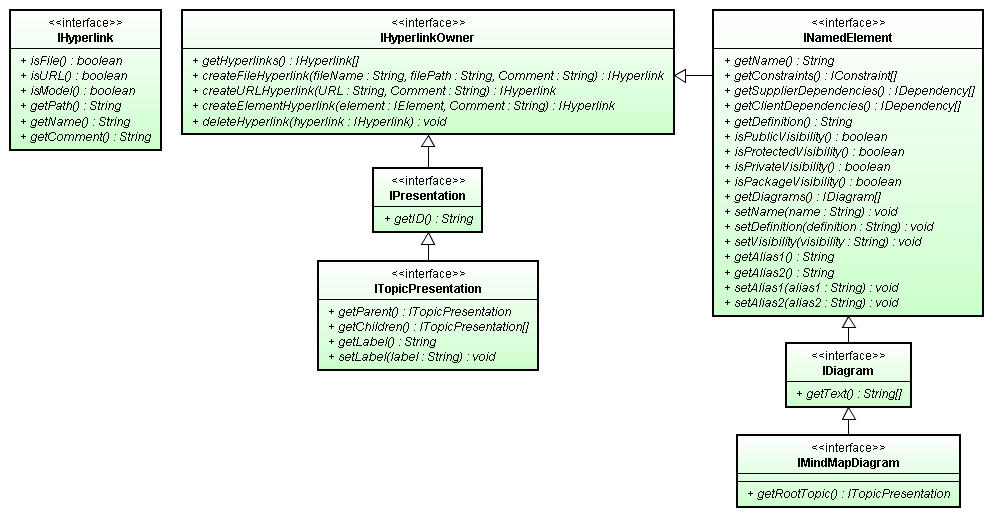 <<interface>>
IHyperlink
+ isFile() : boolean
+ isURL() : boolean
+ isModel() : boolean
+ getPath() : String
+ getName() : String
+ getComment() : String
<<interface>>
IHyperlinkOwner
+ getHyperlinks() : IHyperlink[]
+ createFileHyperlink(fileName : String, filePath : String, Comment : String) : IHyperlink
+ createURLHyperlink(URL : String, Comment : String) : IHyperlink
+ createElementHyperlink(element : IElement, Comment : String) : IHyperlink
+ deleteHyperlink(hyperlink : IHyperlink) : void
<<interface>>
IPresentation
+ getID() : String
<<interface>>
ITopicPresentation
+ getParent() : ITopicPresentation
+ getChildren() : ITopicPresentation[]
+ getLabel() : String
+ setLabel(label : String) : void
<<interface>>
INamedElement
+ getName() : String
+ getConstraints() : IConstraint[]
+ getSupplierDependencies() : IDependency[]
+ getClientDependencies() : IDependency[]
+ getDefinition() : String
+ isPublicVisibility() : boolean
+ isProtectedVisibility() : boolean
+ isPrivateVisibility() : boolean
+ isPackageVisibility() : boolean
+ getDiagrams() : IDiagram[]
+ setName(name : String) : void
+ setDefinition(definition : String) : void
+ setVisibility(visibility : String) : void
+ getAlias1() : String
+ getAlias2() : String
+ setAlias1(alias1 : String) : void
+ setAlias2(alias2 : String) : void
<<interface>>
IDiagram
+ getText() : String[]
<<interface>>
IMindMapDiagram
+ getRootTopic() : ITopicPresentation